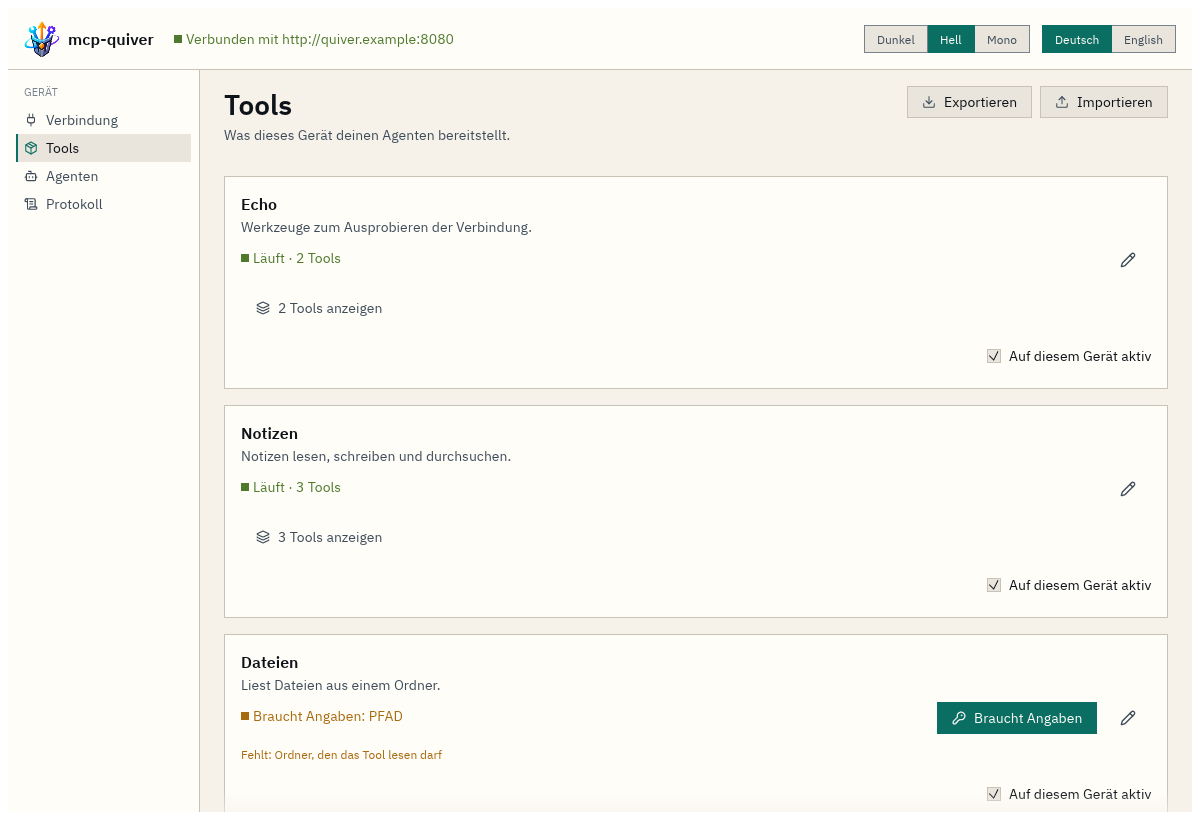 mcp-quiver
Verbunden mit http://quiver.example:8080
Dunkel
Hell
Mono
Deutsch
English
GERÄT
Verbindung
Tools
Agenten
Protokoll
Tools
Was dieses Gerät deinen Agenten bereitstellt.
Exportieren
Importieren
Echo
Werkzeuge zum Ausprobieren der Verbindung.
Läuft · 2 Tools
2 Tools anzeigen
Auf diesem Gerät aktiv
Notizen
Notizen lesen, schreiben und durchsuchen.
Läuft · 3 Tools
3 Tools anzeigen
Auf diesem Gerät aktiv
Dateien
Liest Dateien aus einem Ordner.
Braucht Angaben: PFAD
Braucht Angaben
Fehlt: Ordner, den das Tool lesen darf
Auf diesem Gerät aktiv